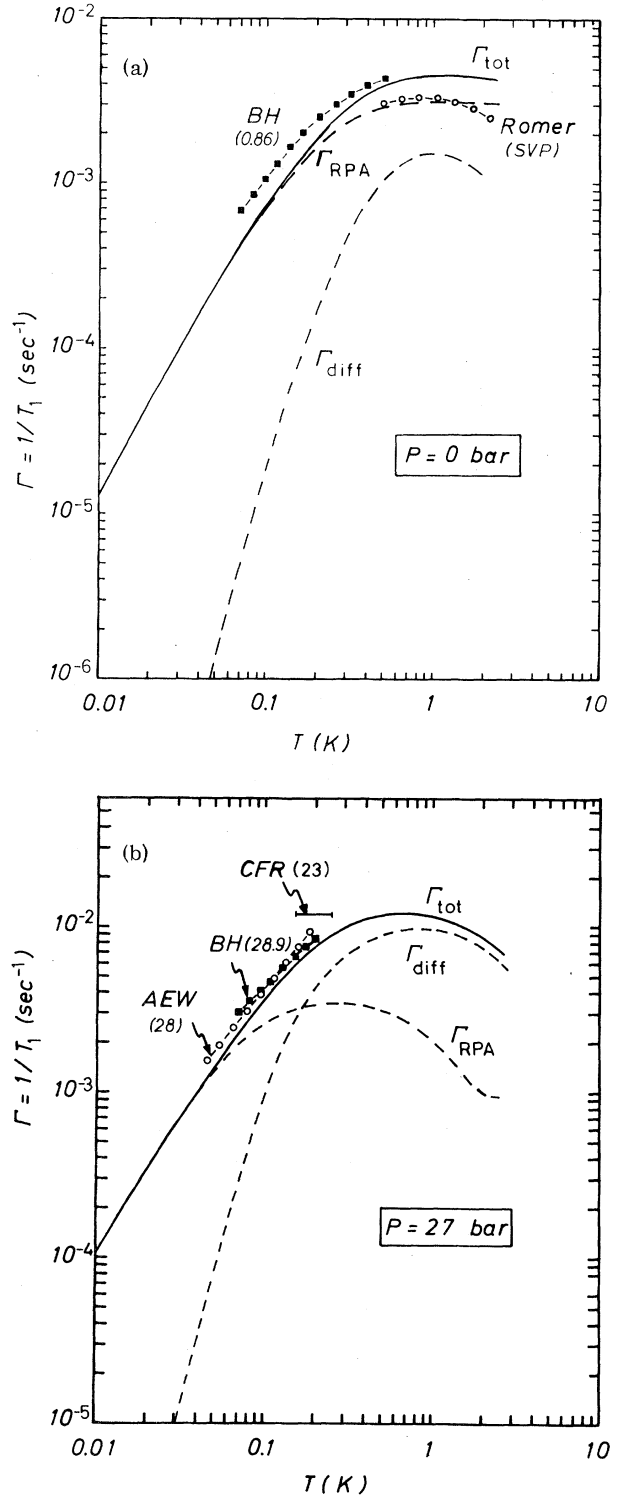 (a)
10⁻²
10⁻³
10⁻⁴
10⁻⁵
10⁻⁶
Γ = 1/T₁ (sec⁻¹)
Γtot
BH
(0.86)
Romer
(SVP)
ΓRPA
Γdiff
P = 0 bar
0.01 0.1 1 10
T (K)
(b)
10⁻²
10⁻³
10⁻⁴
10⁻⁵
Γ = 1/T₁ (sec⁻¹)
CFR (23)
Γtot
BH (28.9)
Γdiff
AEW
(28)
ΓRPA
P = 27 bar
0.01 0.1 1 10
T (K)